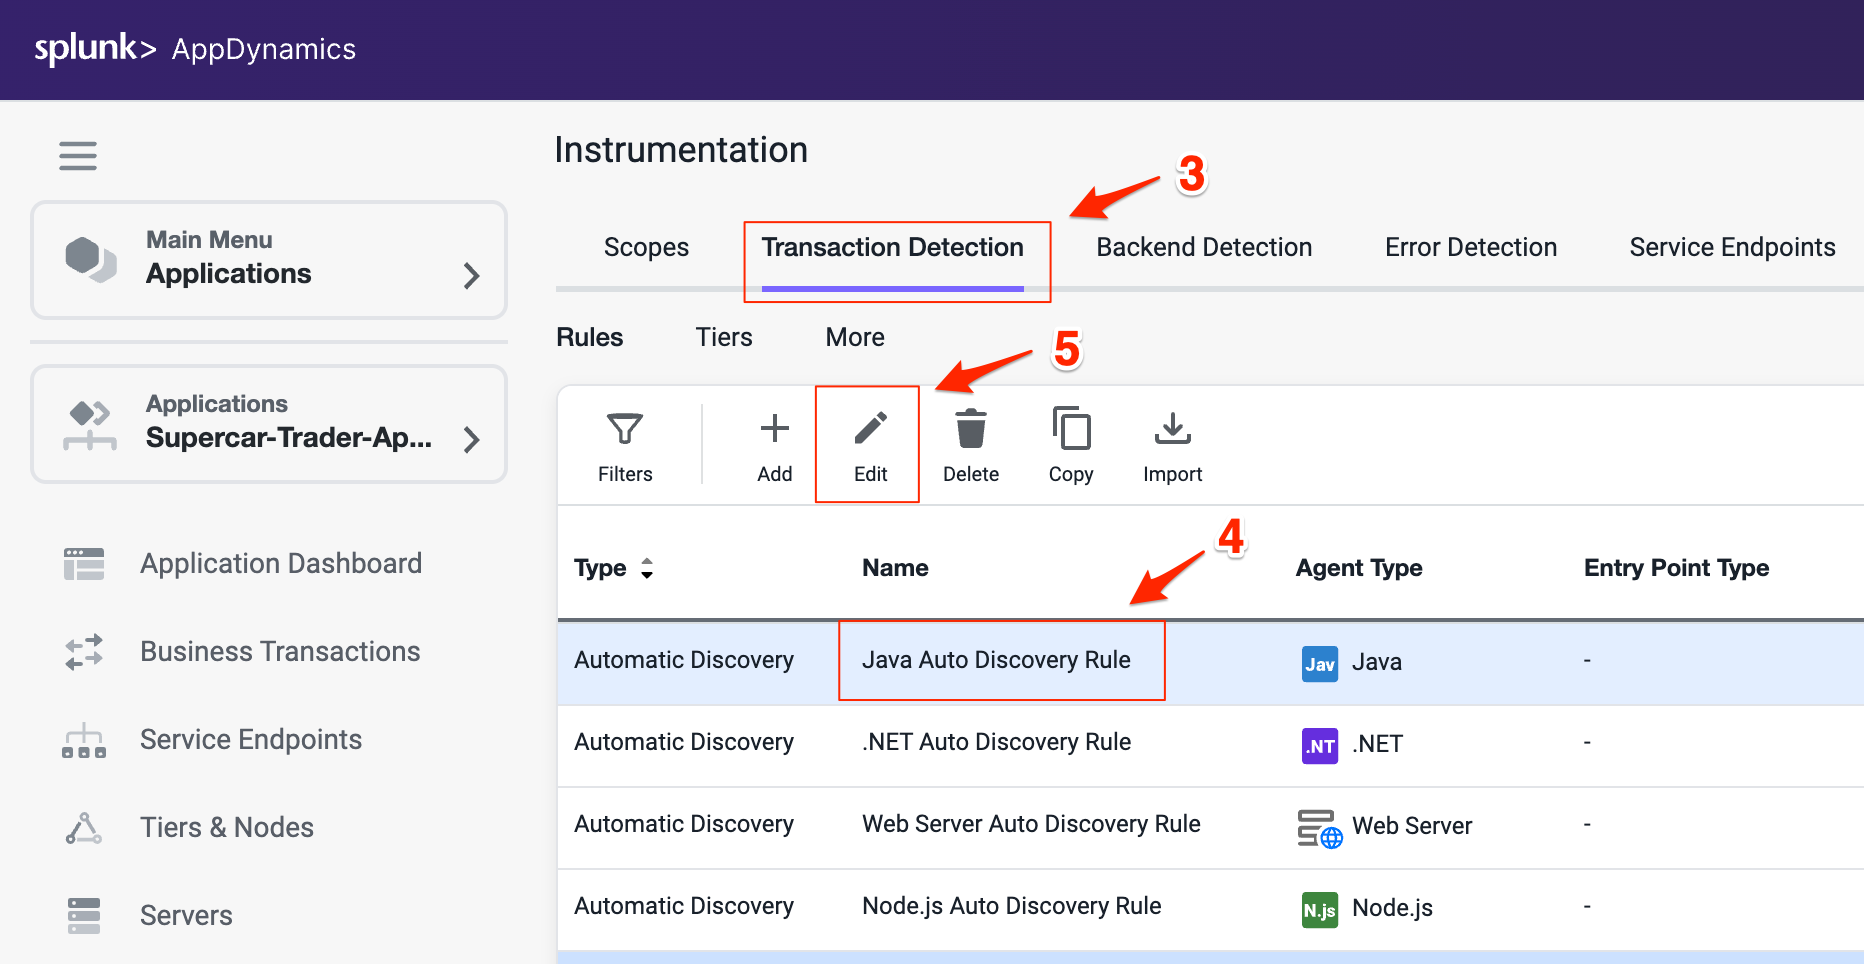 splunk> AppDynamics
Instrumentation
3
Main Menu
Applications
Scopes
Transaction Detection
Backend Detection
Error Detection
Service Endpoints
Rules
Tiers
More
5
Applications
Supercar-Trader-Ap...
Filters
Add
Edit
Delete
Copy
Import
4
Type
Name
Agent Type
Entry Point Type
Application Dashboard
Business Transactions
Service Endpoints
Tiers & Nodes
Servers
Automatic Discovery Java Auto Discovery Rule Jav Java -
Automatic Discovery .NET Auto Discovery Rule .NT .NET -
Automatic Discovery Web Server Auto Discovery Rule Web Server -
Automatic Discovery Node.js Auto Discovery Rule N.js Node.js -